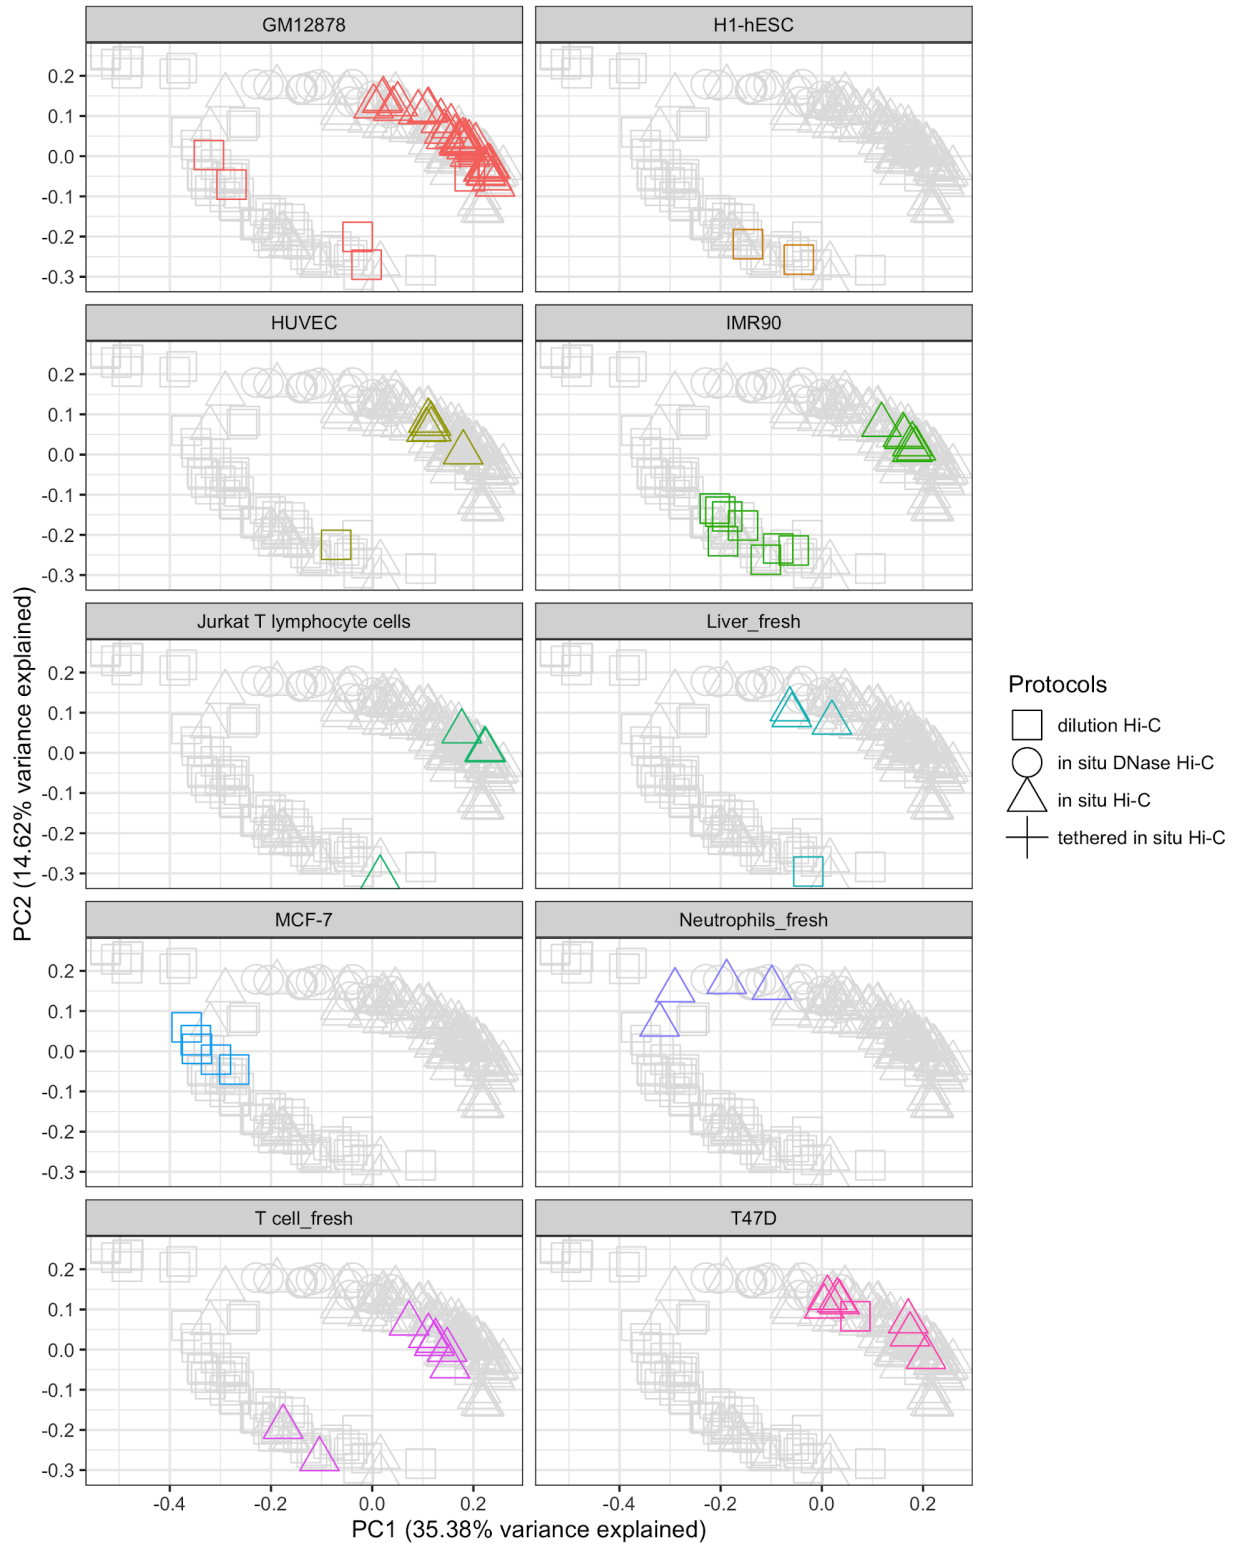 GM12878
H1-hESC
0.2
0.1
0.0
-0.1
-0.2
-0.3
HUVEC
IMR90
0.2
0.1
0.0
-0.1
-0.2
-0.3
Jurkat T lymphocyte cells
Liver_fresh
0.2
0.1
0.0
-0.1
-0.2
-0.3
MCF-7
Neutrophils_fresh
0.2
0.1
0.0
-0.1
-0.2
-0.3
T cell_fresh
T47D
0.2
0.1
0.0
-0.1
-0.2
-0.3
-0.4 -0.2 0.0 0.2
-0.4 -0.2 0.0 0.2
PC1 (35.38% variance explained)
PC2 (14.62% variance explained)
Protocols
dilution Hi-C
in situ DNase Hi-C
in situ Hi-C
tethered in situ Hi-C